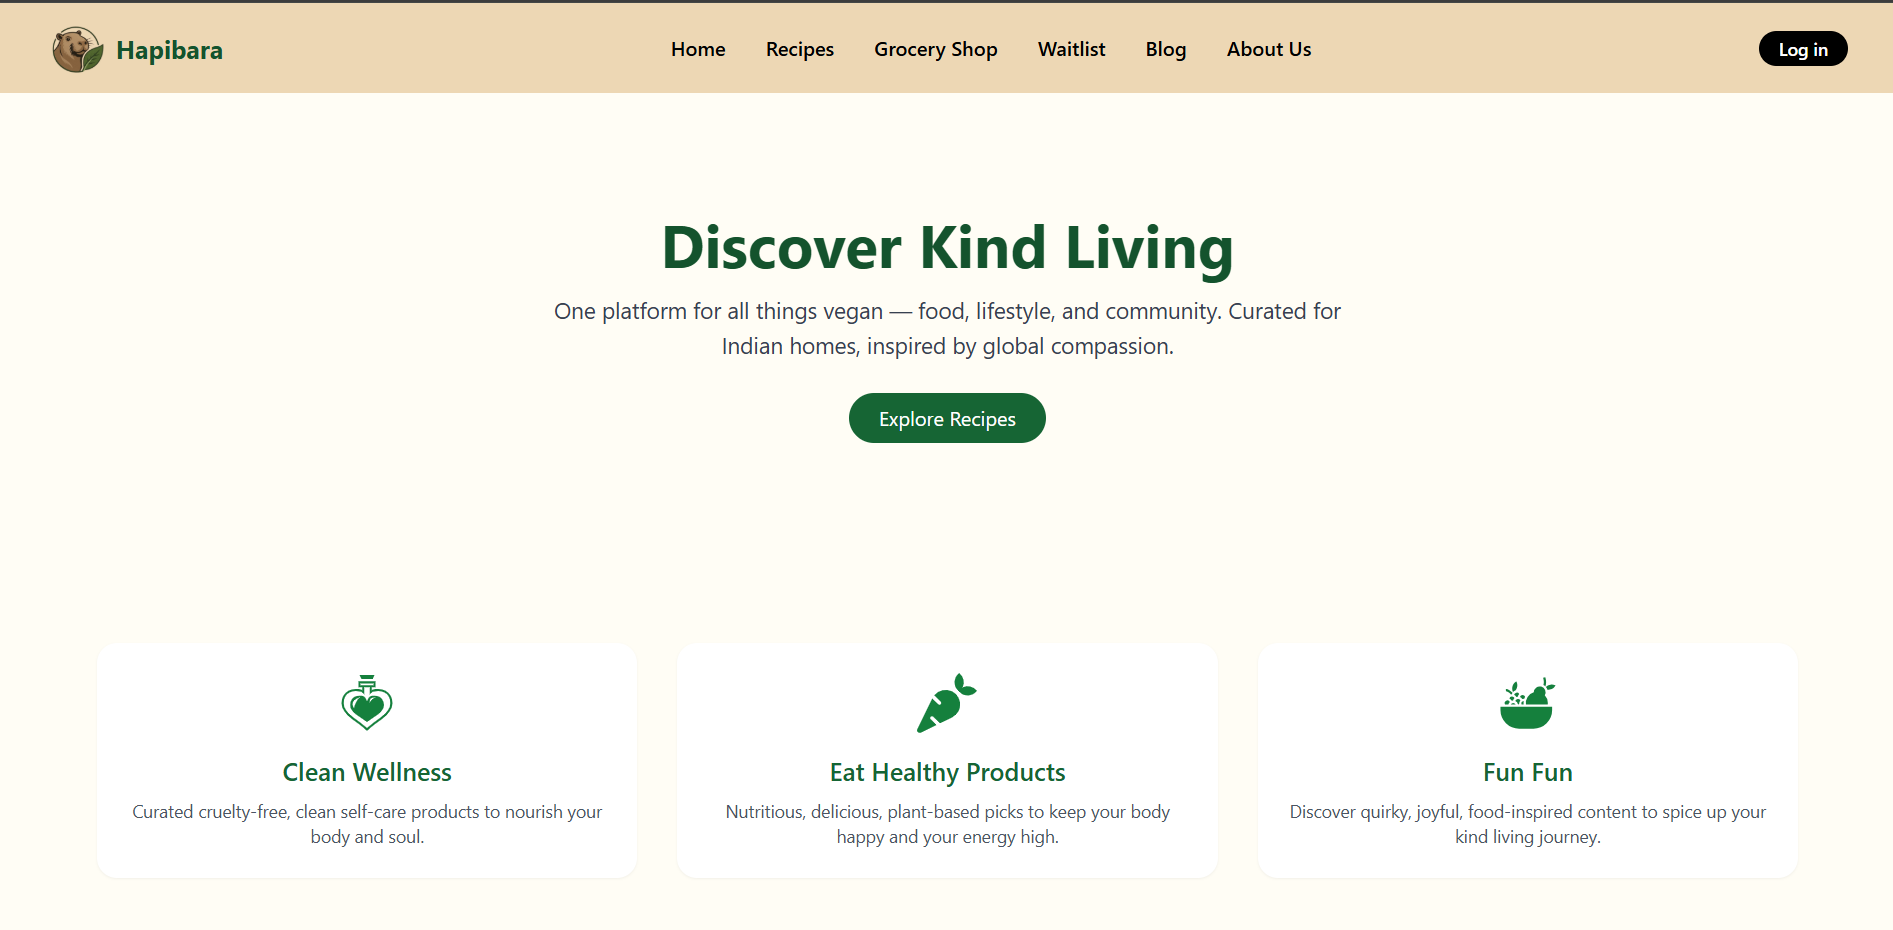 Hapibara
Home
Recipes
Grocery Shop
Waitlist
Blog
About Us
Log in
Discover Kind Living
One platform for all things vegan — food, lifestyle, and community. Curated for
Indian homes, inspired by global compassion.
Explore Recipes
Clean Wellness
Curated cruelty-free, clean self-care products to nourish your
body and soul.
Eat Healthy Products
Nutritious, delicious, plant-based picks to keep your body
happy and your energy high.
Fun Fun
Discover quirky, joyful, food-inspired content to spice up your
kind living journey.